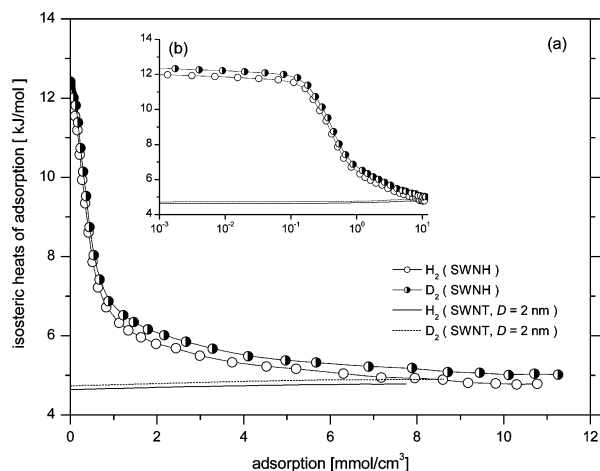 (a)
(b)
isosteric heats of adsorption [ kJ/mol ]
14
12
10
8
6
4
2
0 2 4 6 8 10 12
adsorption [mmol/cm³]
14
12
10
8
6
4
10⁻³ 10⁻² 10⁻¹ 10⁰ 10¹
H₂ ( SWNH )
D₂ ( SWNH )
H₂ ( SWNT, D = 2 nm )
D₂ ( SWNT, D = 2 nm )